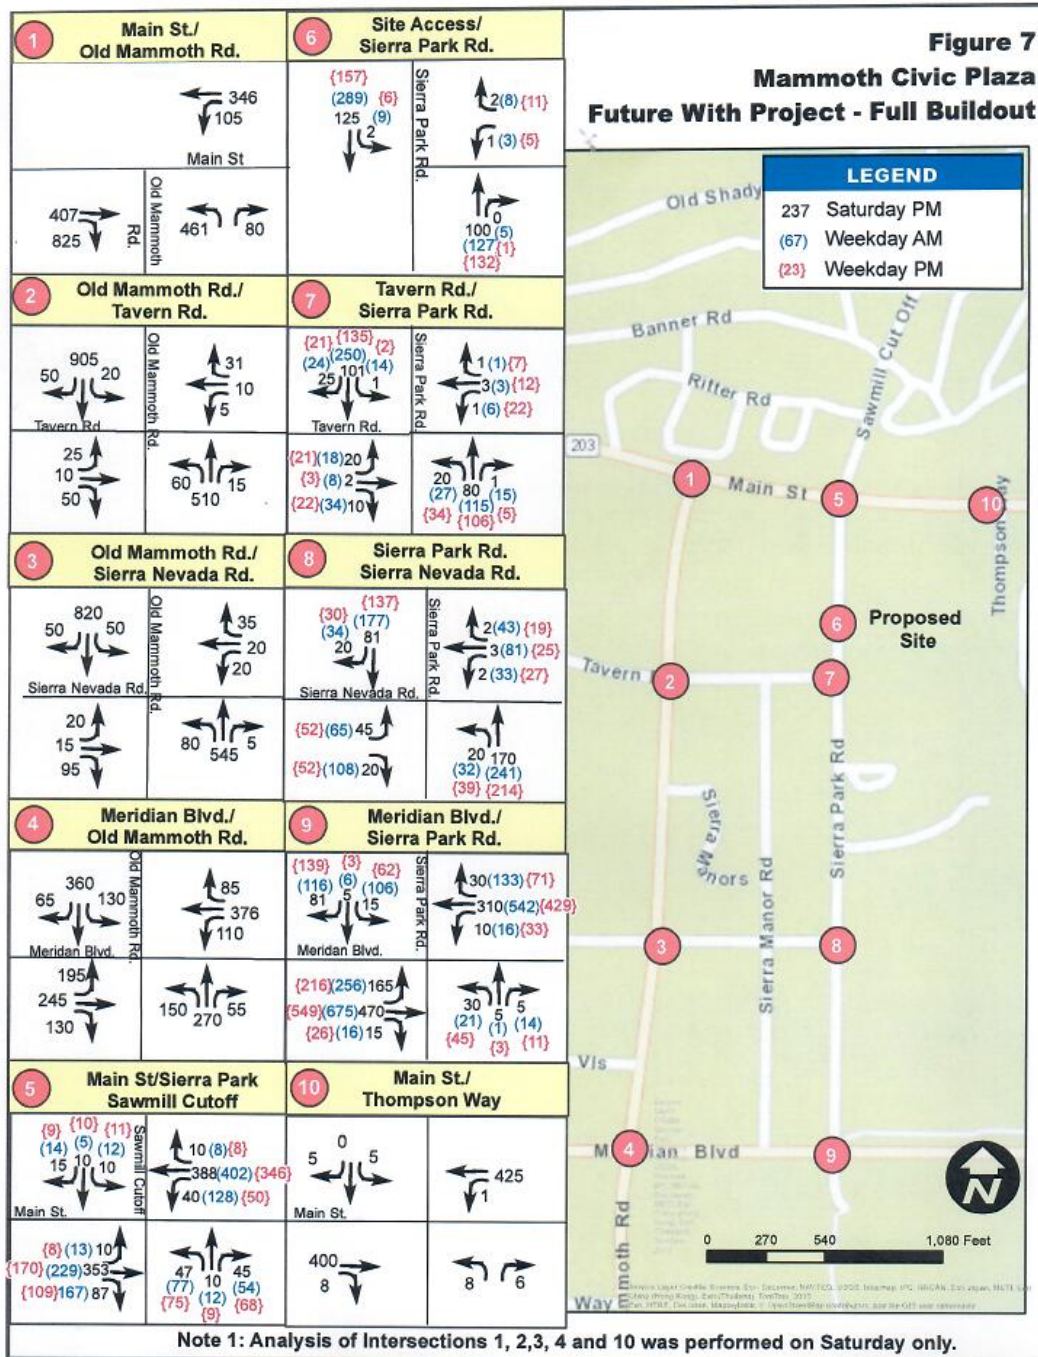 Figure 7
Mammoth Civic Plaza
Future With Project - Full Buildout
1
Main St./
Old Mammoth Rd.
346
105
Main St
407
825
Old Mammoth
Rd.
461 80
2
Old Mammoth Rd./
Tavern Rd.
905
50 20
Tavern Rd
Old Mammoth Rd.
31
10
5
25
10
50
60 15
510
3
Old Mammoth Rd./
Sierra Nevada Rd.
820
50 50
Sierra Nevada Rd.
Old Mammoth Rd.
35
20
20
20
15
95
80 5
545
4
Meridian Blvd./
Old Mammoth Rd.
360
65 130
Meridan Blvd.
Old Mammoth Rd.
85
376
110
195
245
130
150 55
270
5
Main St/Sierra Park
Sawmill Cutoff
{9} {10} {11}
(14) (5) (12)
15 10 10
Main St.
Sawmill Cutoff
10 (8) {8}
388(402){346}
40 (128) {50}
{8} (13) 10
{170} (229)353
{109}167) 87
47 10 45
(77) (12) (54)
{75} {9} {68}
6
Site Access/
Sierra Park Rd.
{157}
(289) {6}
125 (9)
2
Sierra Park Rd.
2(8){11}
1 (3) {5}
0
100 (5)
(127){1}
{132}
7
Tavern Rd./
Sierra Park Rd.
{21} {135} {2}
(24) (250) (14)
25 101 1
Tavern Rd.
Sierra Park Rd.
1 (1){7}
3(3){12}
1(6) {22}
{21}(18)20
{3} (8) 2
{22}(34)10
20 80 1
(27) (115) (15)
{34} {106} {5}
8
Sierra Park Rd.
Sierra Nevada Rd.
{137}
{30} (177)
(34) 81
20
Sierra Nevada Rd.
Sierra Park Rd.
2(43) {19}
3(81) {25}
2 (33){27}
{52}(65) 45
{52}(108)20
20 170
(32) (241)
{39} {214}
9
Meridian Blvd./
Sierra Park Rd.
{139} {3} {62}
(116) (6) (106)
81 5 15
Meridian Blvd.
Sierra Park Rd.
30(133){71}
310(542){429}
10(16){33}
{216}(256)165
{549}(675)470
{26}(16) 15
30 5 5
(21) (1) (14)
{45} {3} {11}
10
Main St./
Thompson Way
0
5 5
Main St.
425
1
400
8
8 6
LEGEND
237 Saturday PM
(67) Weekday AM
{23} Weekday PM
Old Shady
Banner Rd
Ritter Rd
Sawmill Cut Off
203
1
Main St
5
10
Thompson Way
6
Proposed
Site
Tavern
2
7
Sierra Manors
Sierra Manor Rd
Sierra Park Rd
3
8
Vis
4
Meridian Blvd
9
Mammoth Rd
Way
N
0 270 540 1,080 Feet
Note 1: Analysis of Intersections 1, 2,3, 4 and 10 was performed on Saturday only.